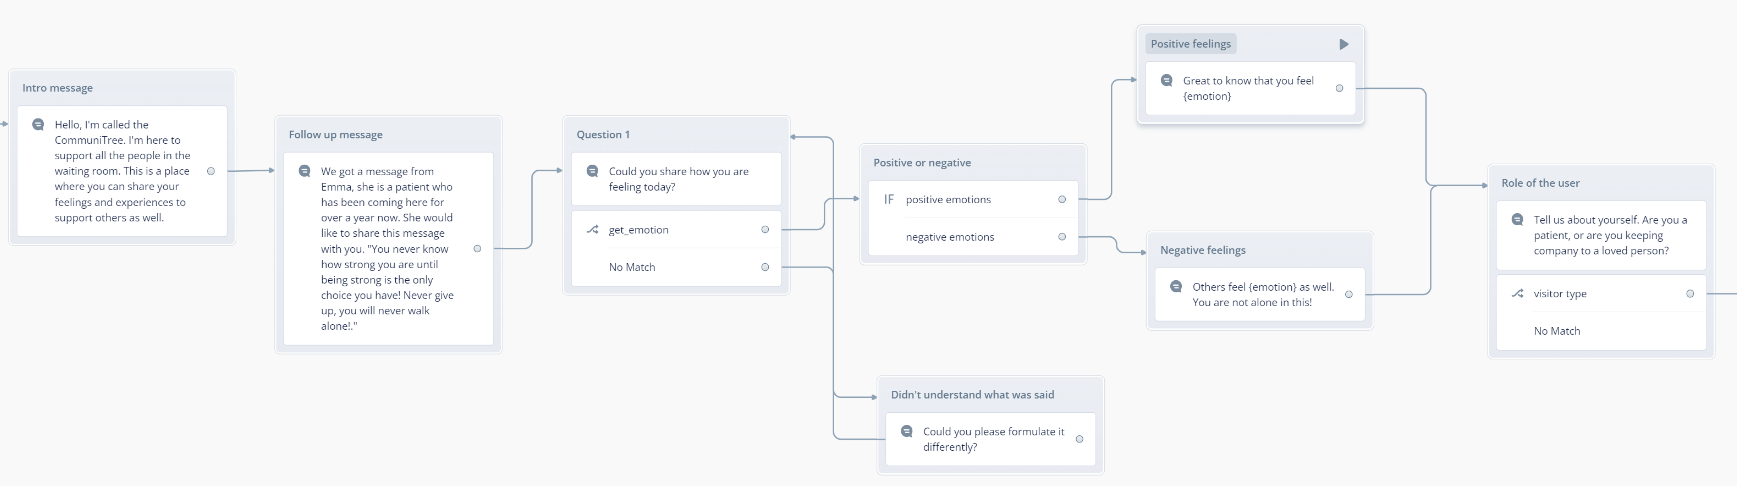 Intro message
Hello, I'm called the
CommuniTree. I'm here to
support all the people in the
waiting room. This is a place
where you can share your
feelings and experiences to
support others as well.
Follow up message
We got a message from
Emma, she is a patient who
has been coming here for
over a year now. She would
like to share this message
with you. "You never know
how strong you are until
being strong is the only
choice you have! Never give
up, you will never walk
alone!."
Question 1
Could you share how you are
feeling today?
get_emotion
No Match
Positive or negative
IF positive emotions
negative emotions
Positive feelings
Great to know that you feel
{emotion}
Negative feelings
Others feel {emotion} as well.
You are not alone in this!
Didn't understand what was said
Could you please formulate it
differently?
Role of the user
Tell us about yourself. Are you a
patient, or are you keeping
company to a loved person?
visitor type
No Match